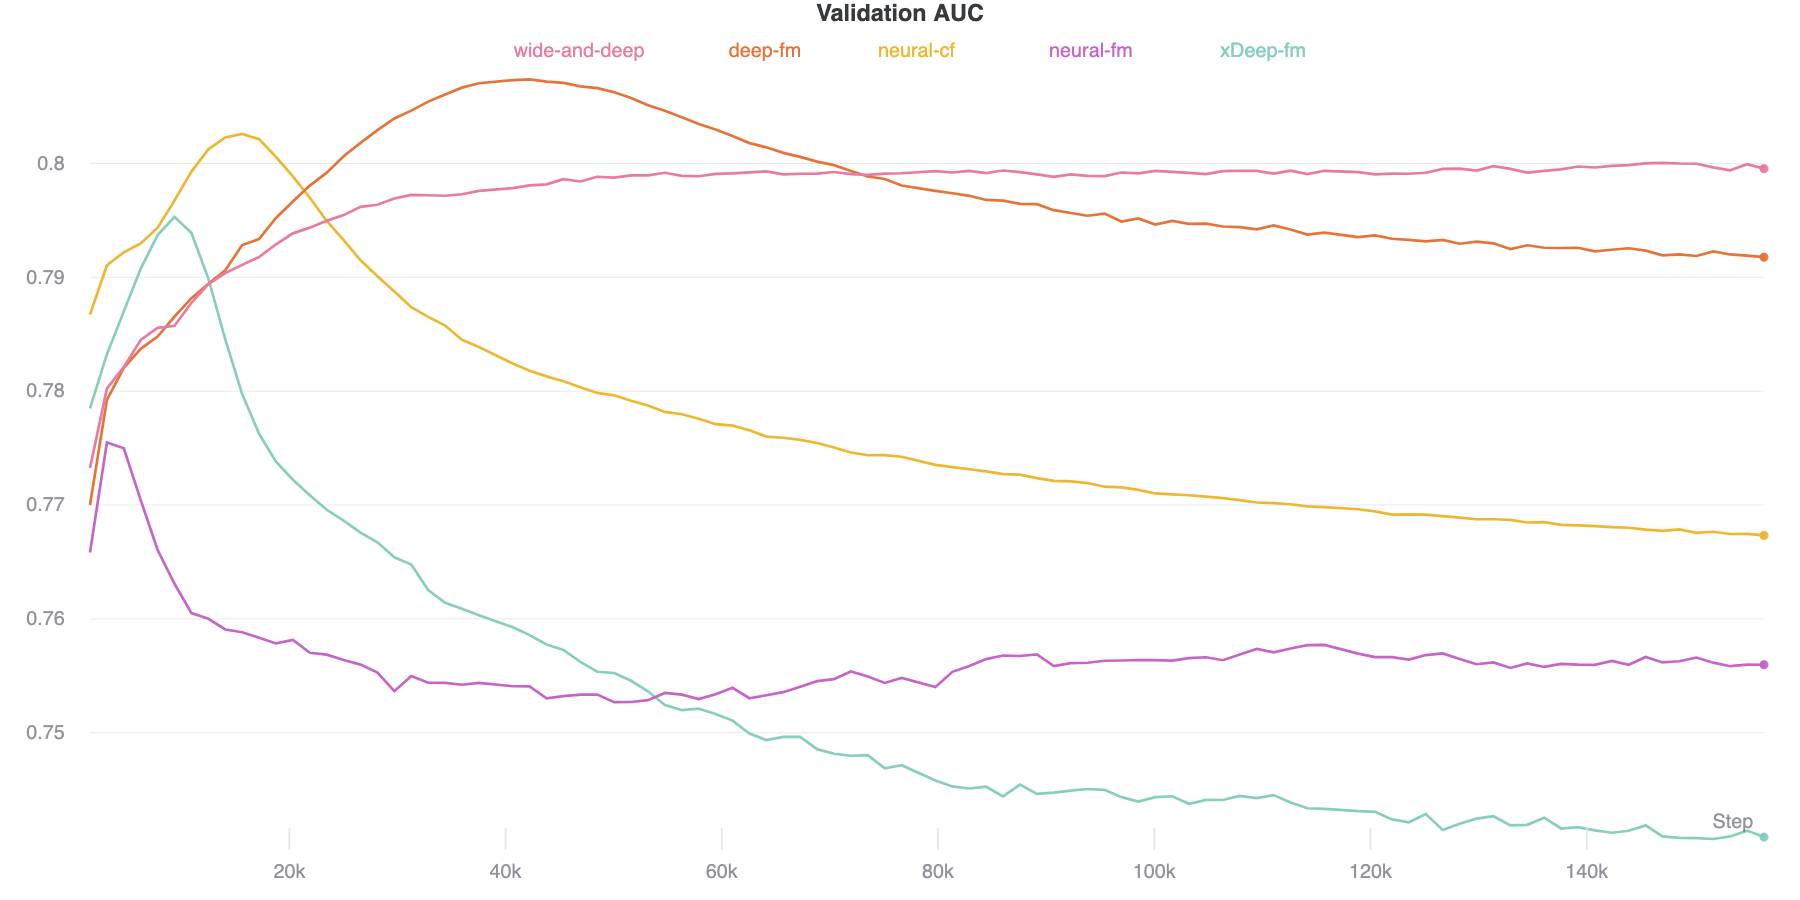 Validation AUC
wide-and-deep deep-fm neural-cf neural-fm xDeep-fm
0.8
0.79
0.78
0.77
0.76
0.75
Step
20k 40k 60k 80k 100k 120k 140k